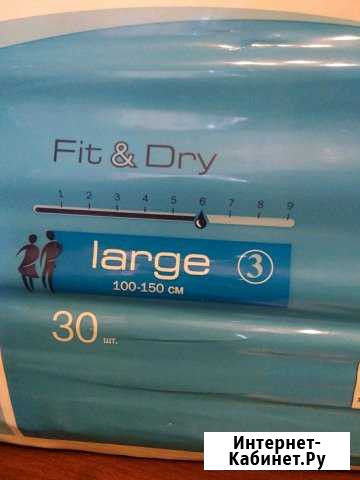 Fit & Dry
1 2 3 4 5 6 7 8 9
large 3
100-150 см
30 шт.
Интернет-
Кабинет.Ру